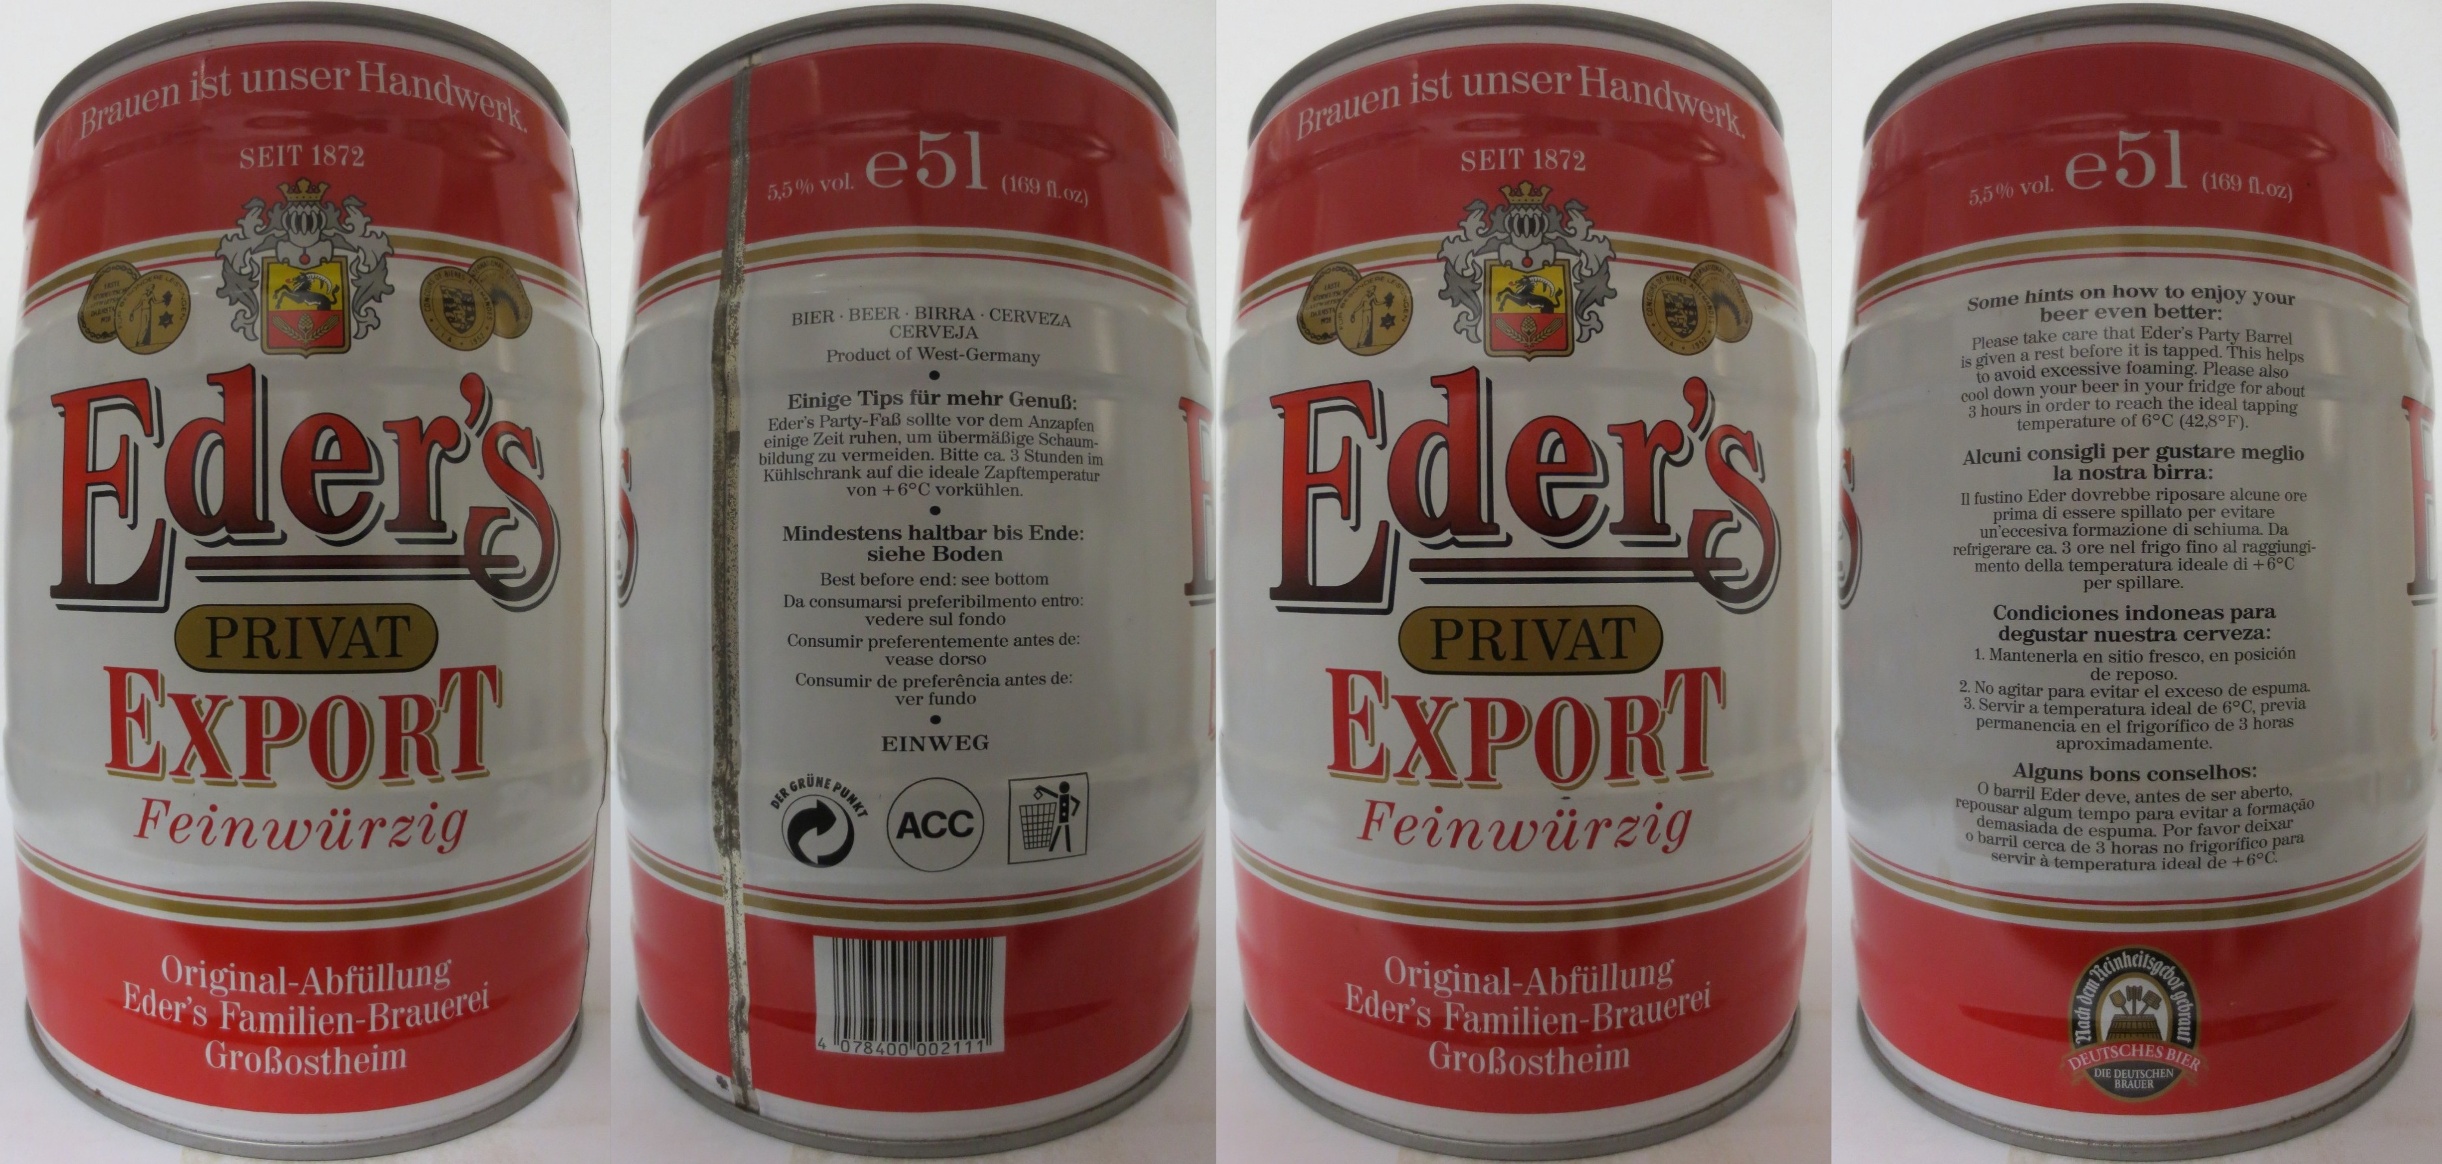 Brauen ist unser Handwerk.
SEIT 1872
Eder's
PRIVAT
EXPORT
Feinwürzig
Original-Abfüllung
Eder's Familien-Brauerei
Großostheim
5,5% vol. e5l (169 fl.oz)
BIER · BEER · BIRRA · CERVEZA
CERVEJA
Product of West-Germany
Einige Tips für mehr Genuß:
Eder's Party-Faß sollte vor dem Anzapfen
einige Zeit ruhen, um übermäßige Schaum-
bildung zu vermeiden. Bitte ca. 3 Stunden im
Kühlschrank auf die ideale Zapftemperatur
von +6°C vorkühlen.
Mindestens haltbar bis Ende:
siehe Boden
Best before end: see bottom
Da consumarsi preferibilmento entro:
vedere sul fondo
Consumir preferentemente antes de:
vease dorso
Consumir de preferência antes de:
ver fundo
EINWEG
DER GRÜNE PUNKT
ACC
4 078400 002111
Brauen ist unser Handwerk.
SEIT 1872
Eder's
PRIVAT
EXPORT
Feinwürzig
Original-Abfüllung
Eder's Familien-Brauerei
Großostheim
5,5% vol. e5l (169 fl.oz)
Some hints on how to enjoy your
beer even better:
Please take care that Eder's Party Barrel
is given a rest before it is tapped. This helps
to avoid excessive foaming. Please also
cool down your beer in your fridge for about
3 hours in order to reach the ideal tapping
temperature of 6°C (42,8°F).
Alcuni consigli per gustare meglio
la nostra birra:
Il fustino Eder dovrebbe riposare alcune ore
prima di essere spillato per evitare
un'eccesiva formazione di schiuma. Da
refrigerare ca. 3 ore nel frigo fino al raggiungi-
mento della temperatura ideale di +6°C
per spillare.
Condiciones indoneas para
degustar nuestra cerveza:
1. Mantenerla en sitio fresco, en posición
de reposo.
2. No agitar para evitar el exceso de espuma.
3. Servir a temperatura ideal de 6°C, previa
permanencia en el frigorífico de 3 horas
aproximadamente.
Alguns bons conselhos:
O barril Eder deve, antes de ser aberto,
repousar algum tempo para evitar a formação
demasiada de espuma. Por favor deixar
o barril cerca de 3 horas no frigorífico para
servir à temperatura ideal de +6°C.
Nach dem Reinheitsgebot gebraut
DEUTSCHES BIER
DIE DEUTSCHEN
BRAUER